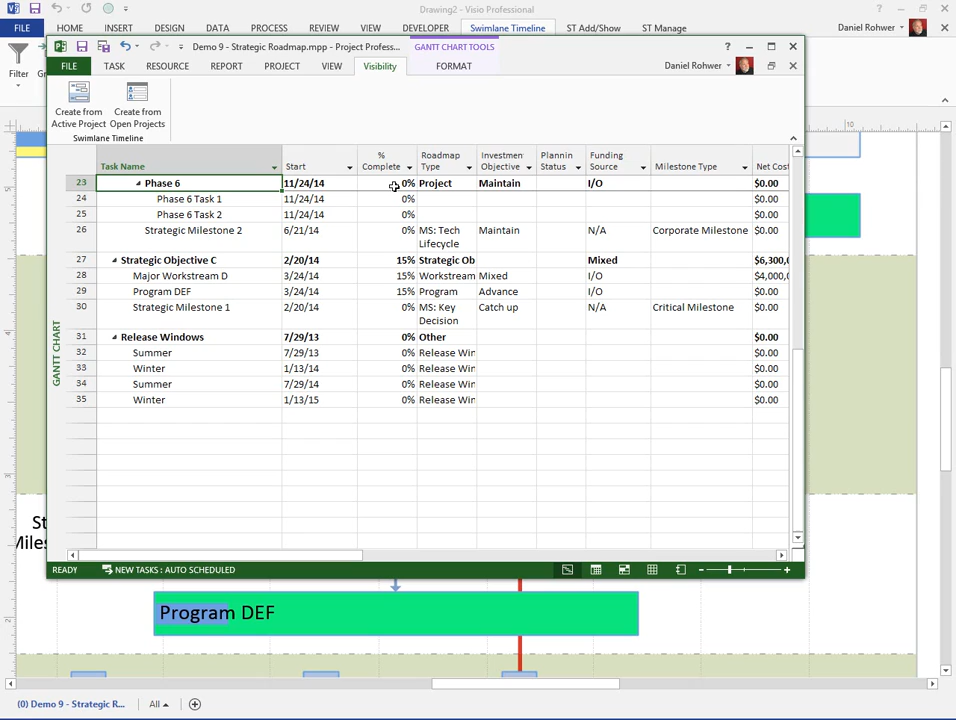 Drawing2 - Visio Professional
FILE HOME INSERT DESIGN DATA PROCESS REVIEW VIEW DEVELOPER Swimlane Timeline ST Add/Show ST Manage
Daniel Rohwer
Filter
Demo 9 - Strategic Roadmap.mpp - Project Profess...
GANTT CHART TOOLS
FILE TASK RESOURCE REPORT PROJECT VIEW Visibility FORMAT
Daniel Rohwer
Create from Active Project
Create from Open Projects
Swimlane Timeline
10
Task Name Start % Complete Roadmap Type Investmen Objective Plannin Status Funding Source Milestone Type Net Cost
23 Phase 6 11/24/14 0% Project Maintain I/O $0.00
24 Phase 6 Task 1 11/24/14 0% $0.00
25 Phase 6 Task 2 11/24/14 0% $0.00
26 Strategic Milestone 2 6/21/14 0% MS: Tech Lifecycle Maintain N/A Corporate Milestone $0.00
27 Strategic Objective C 2/20/14 15% Strategic Ob Mixed $6,300,
28 Major Workstream D 3/24/14 15% Workstream Mixed I/O $4,000,
29 Program DEF 3/24/14 15% Program Advance I/O $0.00
30 Strategic Milestone 1 2/20/14 0% MS: Key Decision Catch up N/A Critical Milestone $0.00
31 Release Windows 7/29/13 0% Other $0.00
32 Summer 7/29/13 0% Release Win $0.00
33 Winter 1/13/14 0% Release Win $0.00
34 Summer 7/29/14 0% Release Win $0.00
35 Winter 1/13/15 0% Release Win $0.00
GANTT CHART
READY NEW TASKS : AUTO SCHEDULED
Program DEF
(0) Demo 9 - Strategic R...
All